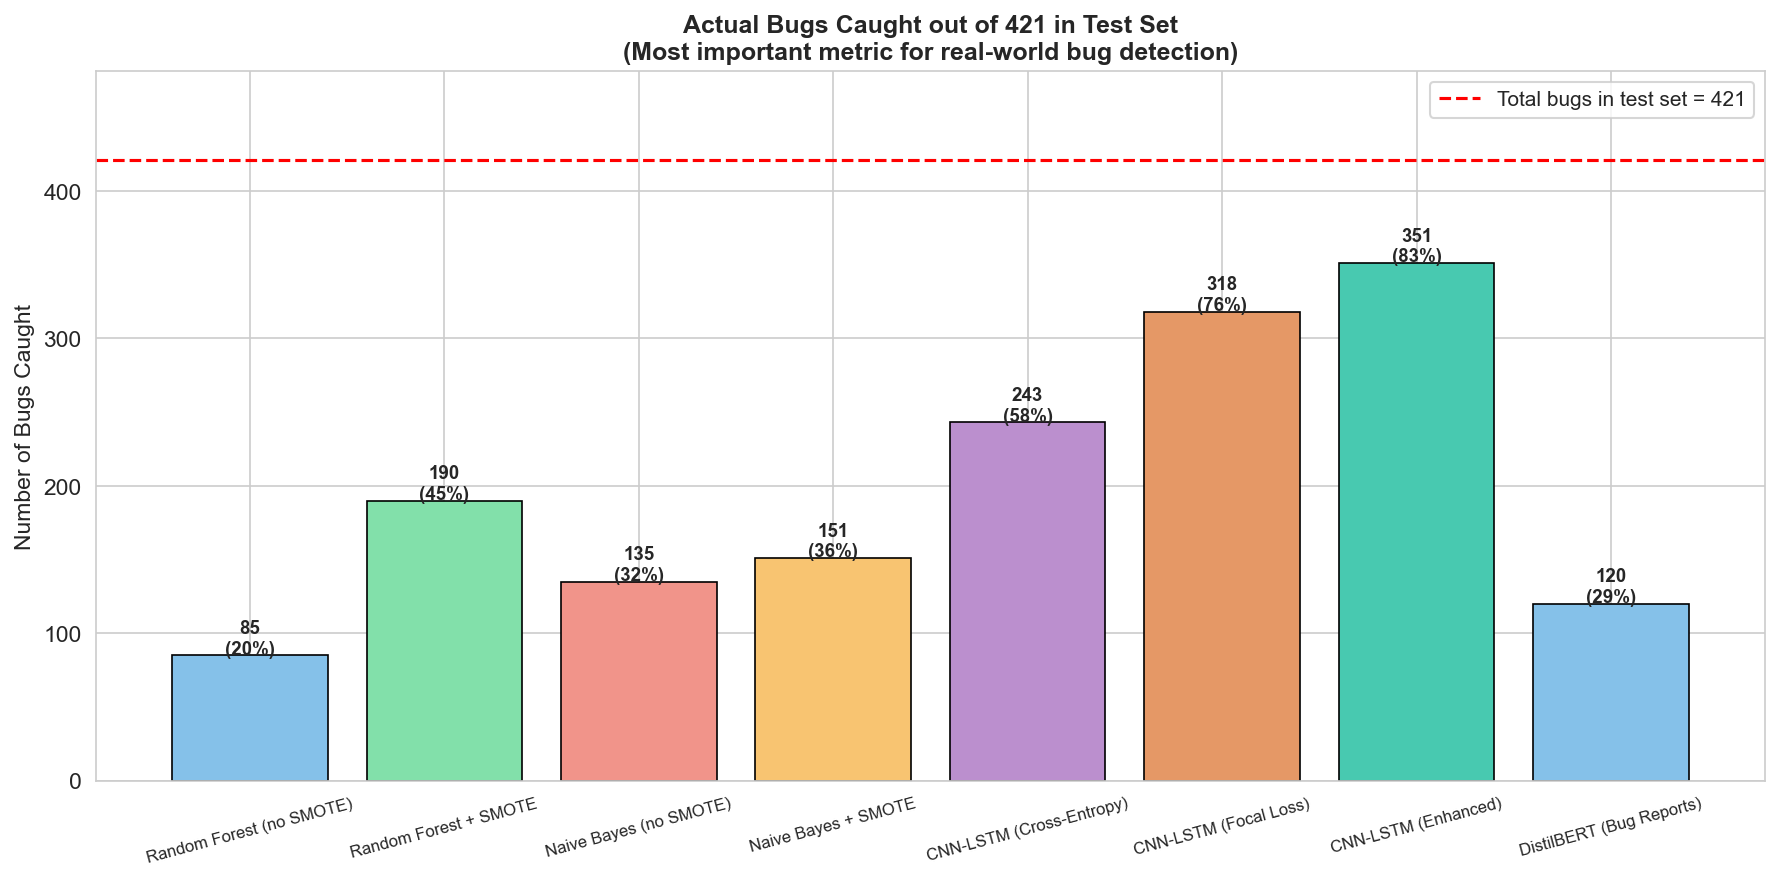 Actual Bugs Caught out of 421 in Test Set
(Most important metric for real-world bug detection)
Total bugs in test set = 421
Number of Bugs Caught
400
300
200
100
0
85
(20%)
190
(45%)
135
(32%)
151
(36%)
243
(58%)
318
(76%)
351
(83%)
120
(29%)
Random Forest (no SMOTE)
Random Forest + SMOTE
Naive Bayes (no SMOTE)
Naive Bayes + SMOTE
CNN-LSTM (Cross-Entropy)
CNN-LSTM (Focal Loss)
CNN-LSTM (Enhanced)
DistilBERT (Bug Reports)